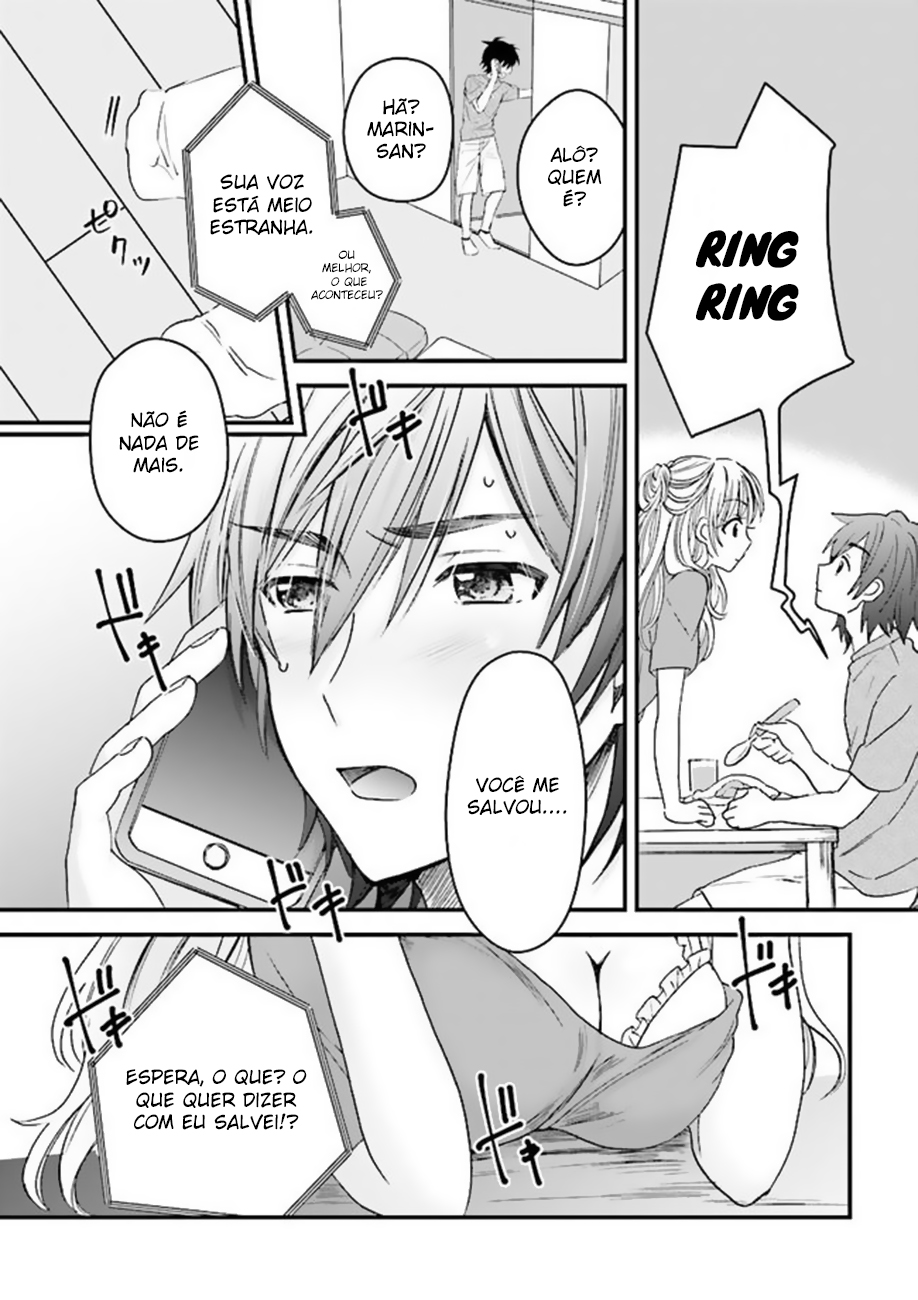 RING
RING
ALÔ?
QUEM
É?
HÃ?
MARIN-
SAN?
SUA VOZ
ESTÁ MEIO
ESTRANHA.
OU
MELHOR,
O QUE
ACONTECEU?
ピ
クッ
NÃO É
NADA DE
MAIS.
ドキ
ドキ
VOCÊ ME
SALVOU....
ドキ
ドキ
ドキ
ドキ
ESPERA, O QUE? O
QUE QUER DIZER
COM EU SALVEI!?